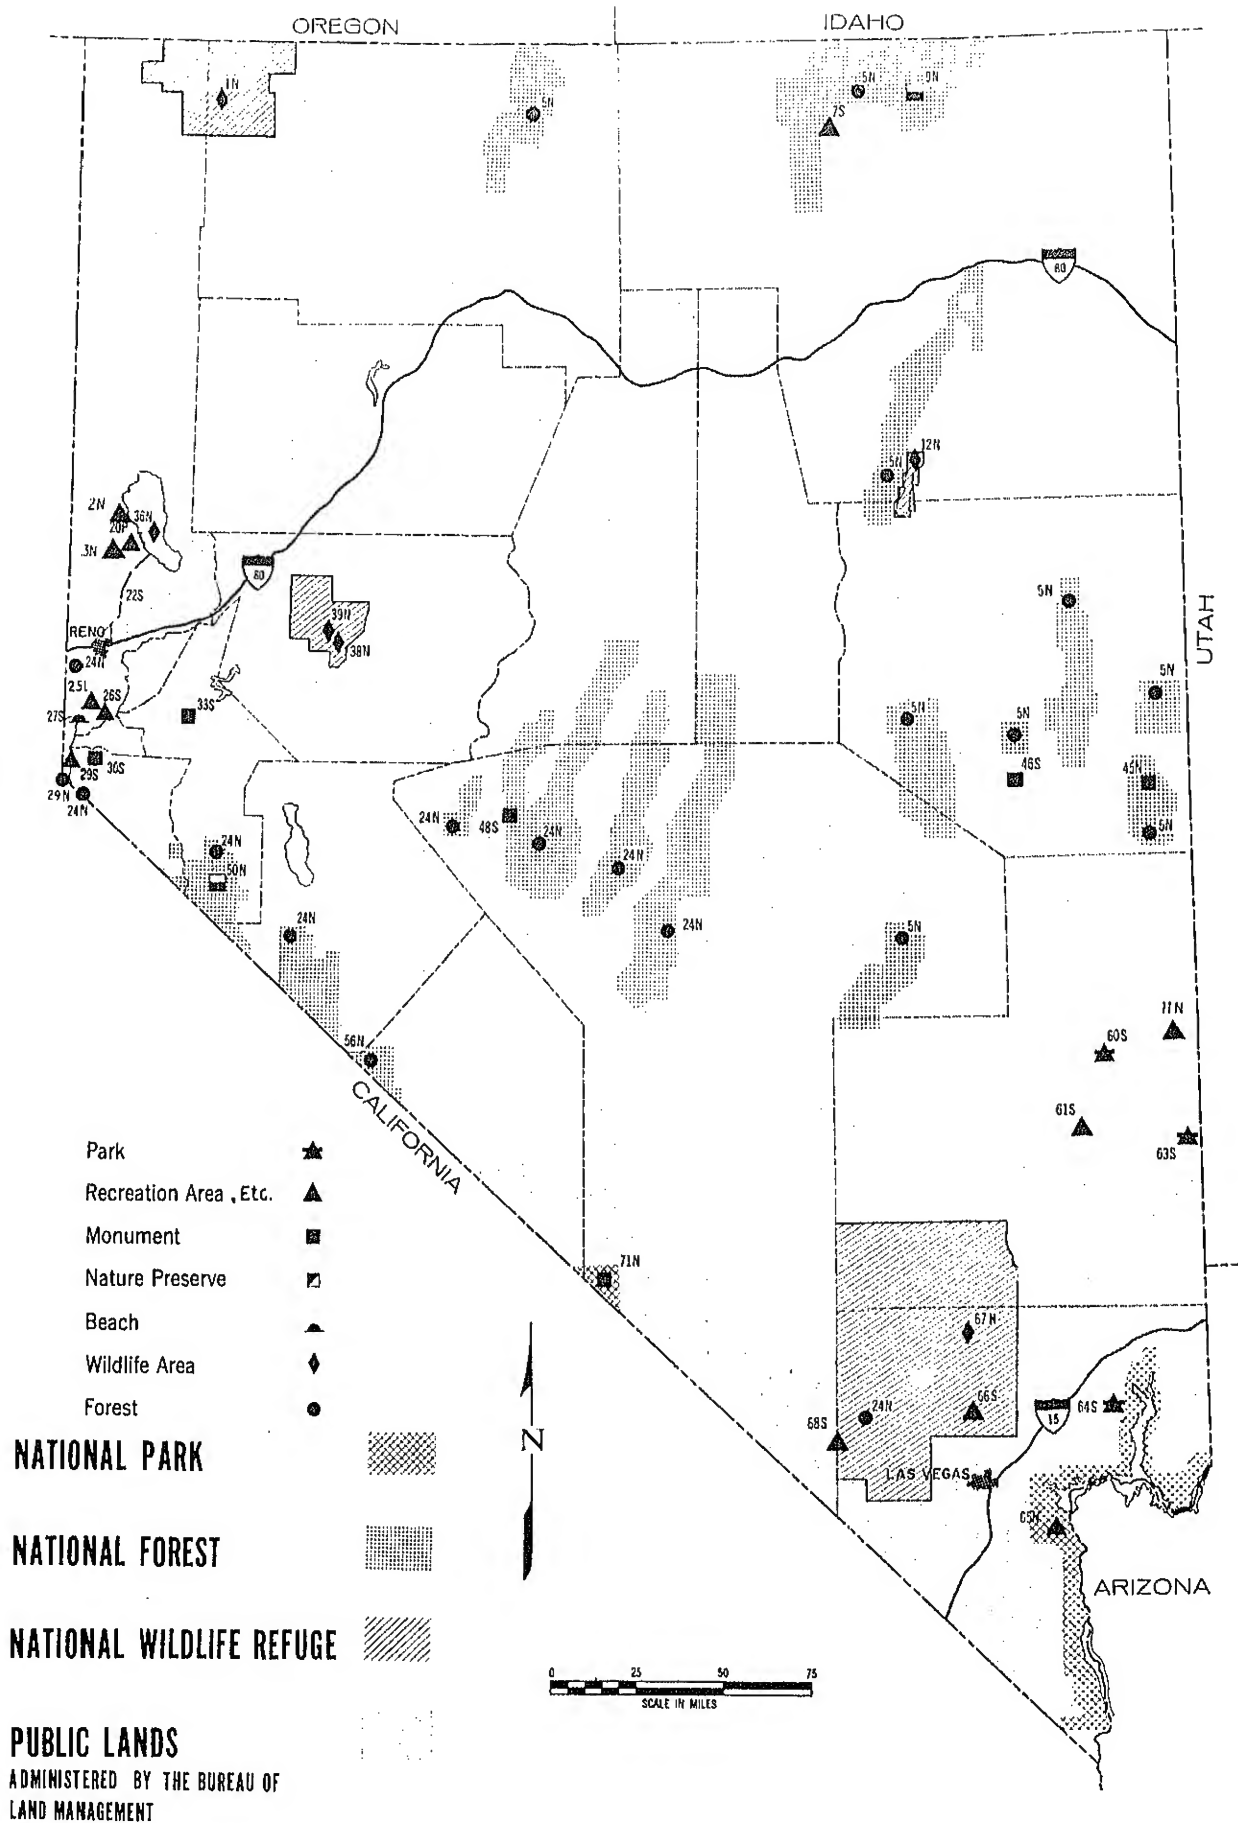 OREGON
IDAHO
1N
5N
5N
9N
7S
80
12N
5N
2N
36N
20P
3N
80
22S
39N
38N
RENO
24N
5N
UTAH
26S
27S
33S
5N
5N
5N
29S
30S
46S
45N
29N
24N
24N
48S
24N
5N
24N
24N
50N
24N
24N
5N
56N
11N
60S
CALIFORNIA
61S
63S
Park
Recreation Area , Etc.
Monument
Nature Preserve
Beach
Wildlife Area
Forest
71N
67N
66S
24N
68S
64S
15
LAS VEGAS
65N
N
ARIZONA
NATIONAL PARK
NATIONAL FOREST
NATIONAL WILDLIFE REFUGE
0 25 50 75
SCALE IN MILES
PUBLIC LANDS
ADMINISTERED BY THE BUREAU OF
LAND MANAGEMENT